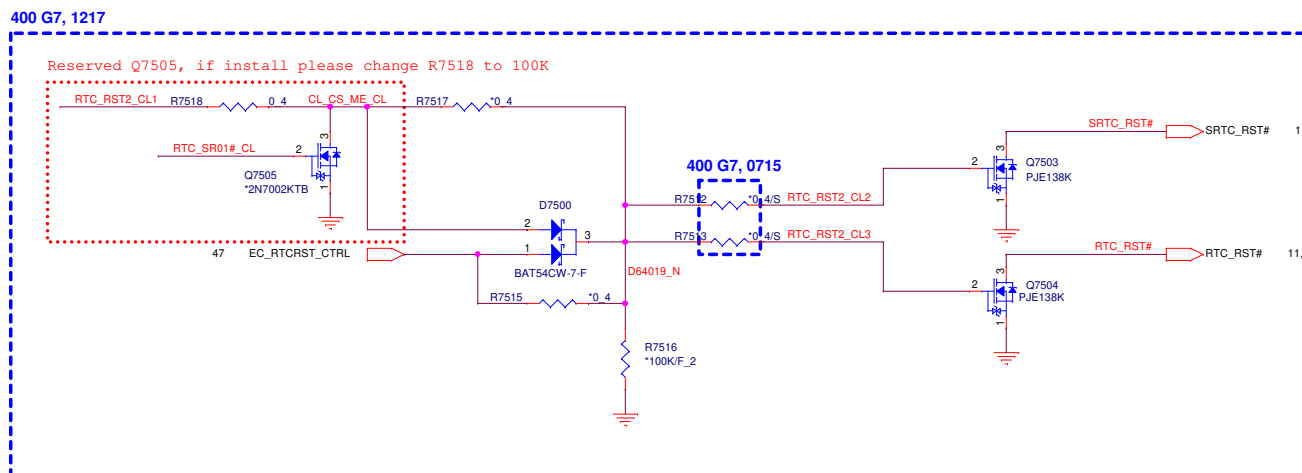 400 G7, 1217
Reserved Q7505, if install please change R7518 to 100K
RTC_RST2_CL1 R7518 0_4 CL_CS_ME_CL R7517 *0_4
SRTC_RST# SRTC_RST# 1
3
RTC_SR01#_CL 2
Q7505
*2N7002KTB
1
400 G7, 0715
3
2 Q7503
PJE138K
1
R7512 *0_4/S RTC_RST2_CL2
D7500
2
3
1
BAT54CW-7-F
R7513 *0_4/S RTC_RST2_CL3
47 EC_RTCRST_CTRL
RTC_RST# RTC_RST# 11,
D64019_N
3
2 Q7504
PJE138K
1
R7515 *0_4
R7516
*100K/F_2